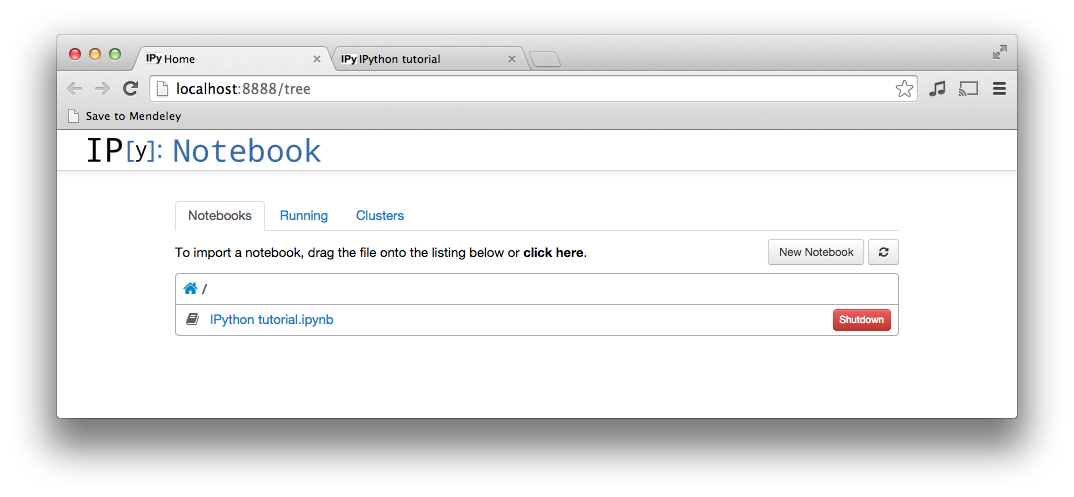 IPy Home
IPy IPython tutorial
localhost:8888/tree
Save to Mendeley
IP[y]: Notebook
Notebooks Running Clusters
To import a notebook, drag the file onto the listing below or click here. New Notebook
/
IPython tutorial.ipynb Shutdown